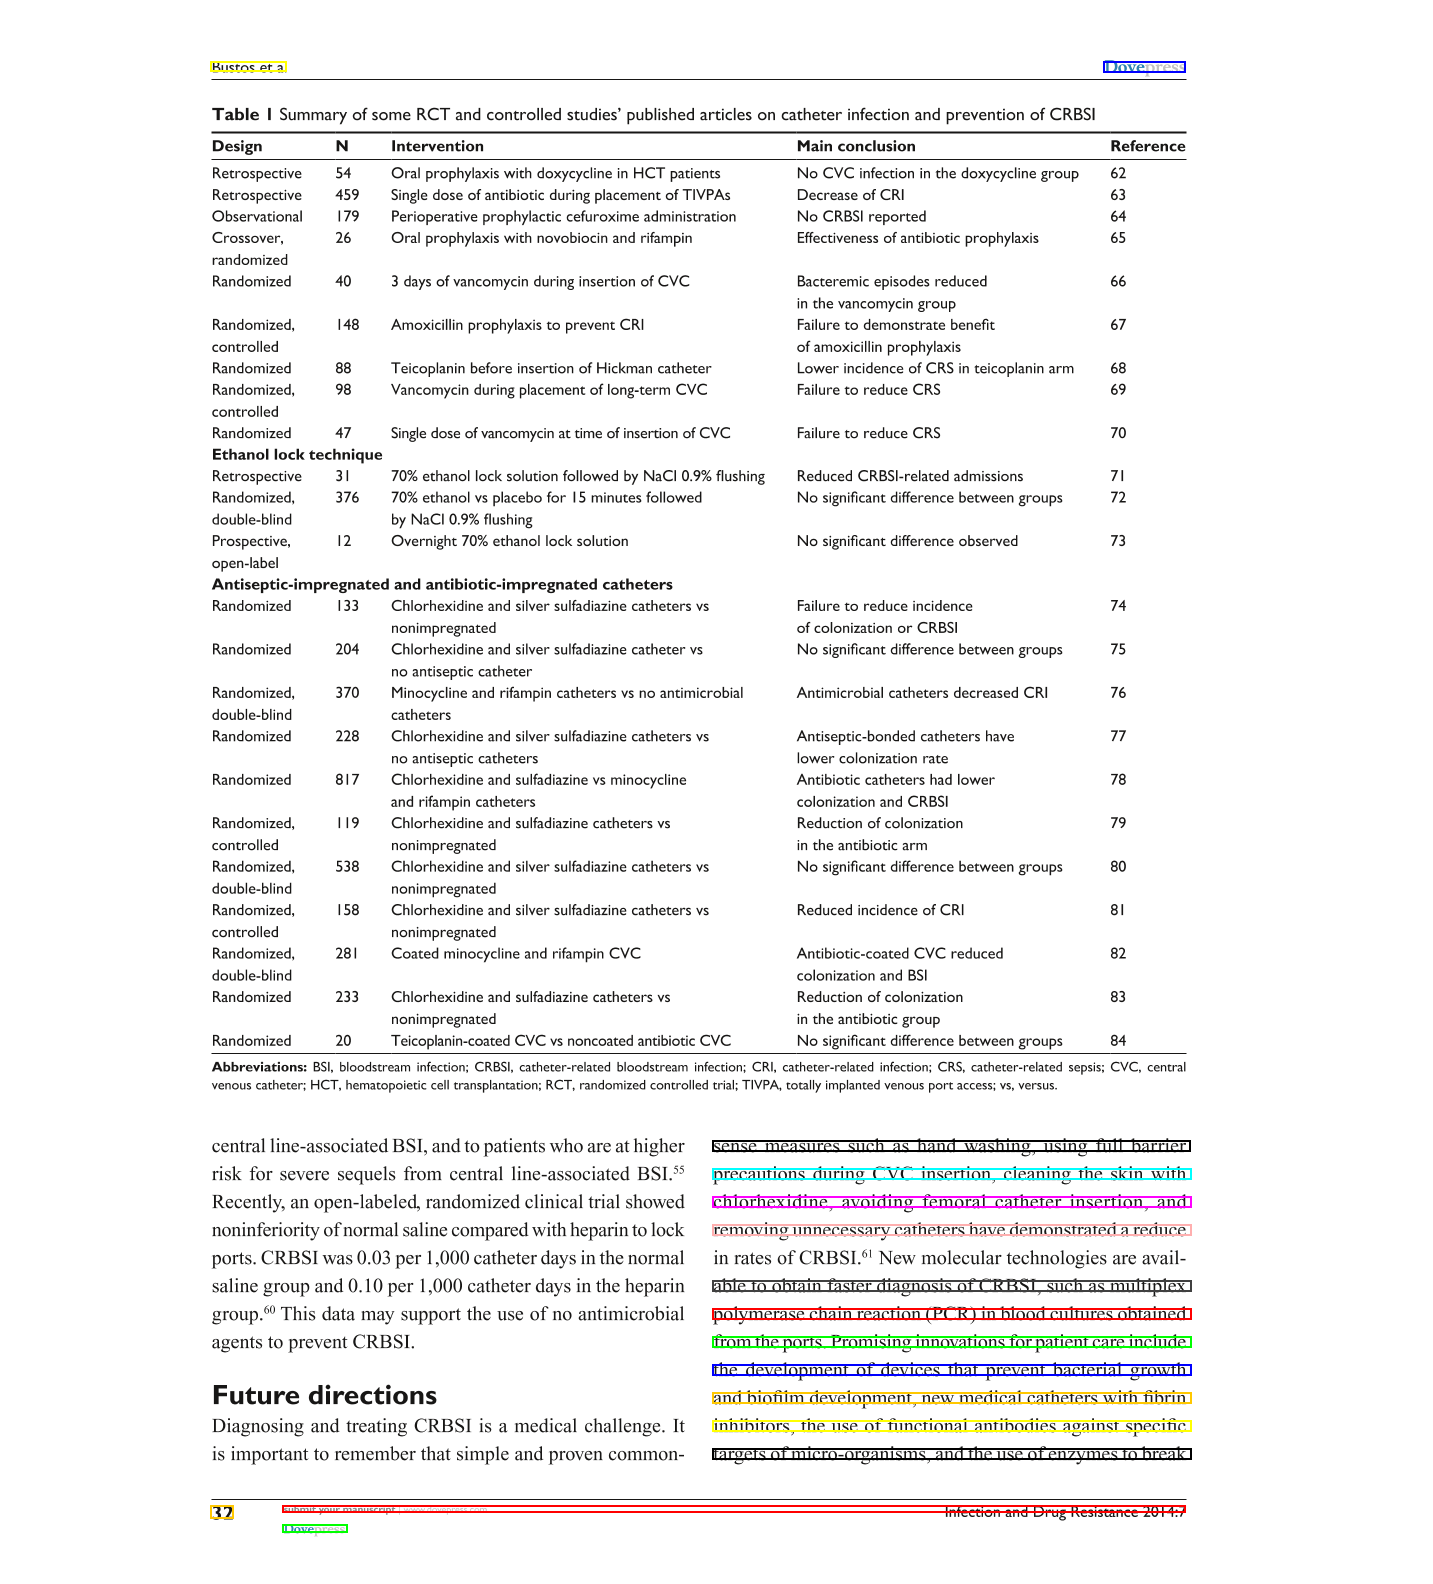 Bustos et al
Dovepress
Table 1 Summary of some RCT and controlled studies' published articles on catheter infection and prevention of CRBSI
Design N Intervention Main conclusion Reference
Retrospective 54 Oral prophylaxis with doxycycline in HCT patients No CVC infection in the doxycycline group 62
Retrospective 459 Single dose of antibiotic during placement of TIVPAs Decrease of CRI 63
Observational 179 Perioperative prophylactic cefuroxime administration No CRBSI reported 64
Crossover, 26 Oral prophylaxis with novobiocin and rifampin Effectiveness of antibiotic prophylaxis 65
randomized
Randomized 40 3 days of vancomycin during insertion of CVC Bacteremic episodes reduced 66
in the vancomycin group
Randomized, 148 Amoxicillin prophylaxis to prevent CRI Failure to demonstrate benefit 67
controlled of amoxicillin prophylaxis
Randomized 88 Teicoplanin before insertion of Hickman catheter Lower incidence of CRS in teicoplanin arm 68
Randomized, 98 Vancomycin during placement of long-term CVC Failure to reduce CRS 69
controlled
Randomized 47 Single dose of vancomycin at time of insertion of CVC Failure to reduce CRS 70
Ethanol lock technique
Retrospective 31 70% ethanol lock solution followed by NaCl 0.9% flushing Reduced CRBSI-related admissions 71
Randomized, 376 70% ethanol vs placebo for 15 minutes followed No significant difference between groups 72
double-blind by NaCl 0.9% flushing
Prospective, 12 Overnight 70% ethanol lock solution No significant difference observed 73
open-label
Antiseptic-impregnated and antibiotic-impregnated catheters
Randomized 133 Chlorhexidine and silver sulfadiazine catheters vs Failure to reduce incidence 74
nonimpregnated of colonization or CRBSI
Randomized 204 Chlorhexidine and silver sulfadiazine catheter vs No significant difference between groups 75
no antiseptic catheter
Randomized, 370 Minocycline and rifampin catheters vs no antimicrobial Antimicrobial catheters decreased CRI 76
double-blind catheters
Randomized 228 Chlorhexidine and silver sulfadiazine catheters vs Antiseptic-bonded catheters have 77
no antiseptic catheters lower colonization rate
Randomized 817 Chlorhexidine and sulfadiazine vs minocycline Antibiotic catheters had lower 78
and rifampin catheters colonization and CRBSI
Randomized, 119 Chlorhexidine and sulfadiazine catheters vs Reduction of colonization 79
controlled nonimpregnated in the antibiotic arm
Randomized, 538 Chlorhexidine and silver sulfadiazine catheters vs No significant difference between groups 80
double-blind nonimpregnated
Randomized, 158 Chlorhexidine and silver sulfadiazine catheters vs Reduced incidence of CRI 81
controlled nonimpregnated
Randomized, 281 Coated minocycline and rifampin CVC Antibiotic-coated CVC reduced 82
double-blind colonization and BSI
Randomized 233 Chlorhexidine and sulfadiazine catheters vs Reduction of colonization 83
nonimpregnated in the antibiotic group
Randomized 20 Teicoplanin-coated CVC vs noncoated antibiotic CVC No significant difference between groups 84
Abbreviations: BSI, bloodstream infection; CRBSI, catheter-related bloodstream infection; CRI, catheter-related infection; CRS, catheter-related sepsis; CVC, central
venous catheter; HCT, hematopoietic cell transplantation; RCT, randomized controlled trial; TIVPA, totally implanted venous port access; vs, versus.
central line-associated BSI, and to patients who are at higher
risk for severe sequels from central line-associated BSI.55
Recently, an open-labeled, randomized clinical trial showed
noninferiority of normal saline compared with heparin to lock
ports. CRBSI was 0.03 per 1,000 catheter days in the normal
saline group and 0.10 per 1,000 catheter days in the heparin
group.60 This data may support the use of no antimicrobial
agents to prevent CRBSI.
Future directions
Diagnosing and treating CRBSI is a medical challenge. It
is important to remember that simple and proven common-
sense measures such as hand washing, using full barrier
precautions during CVC insertion, cleaning the skin with
chlorhexidine, avoiding femoral catheter insertion, and
removing unnecessary catheters have demonstrated a reduce
in rates of CRBSI.61 New molecular technologies are avail-
able to obtain faster diagnosis of CRBSI, such as multiplex
polymerase chain reaction (PCR) in blood cultures obtained
from the ports. Promising innovations for patient care include
the development of devices that prevent bacterial growth
and biofilm development, new medical catheters with fibrin
inhibitors, the use of functional antibodies against specific
targets of micro-organisms, and the use of enzymes to break
32
submit your manuscript | www.dovepress.com
Infection and Drug Resistance 2014:7
Dovepress